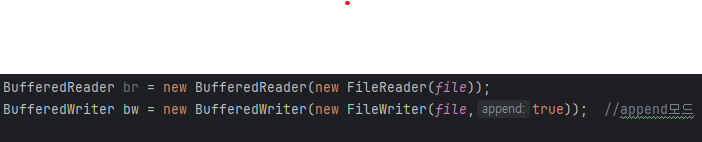 BufferedReader br = new BufferedReader(new FileReader(file));
BufferedWriter bw = new BufferedWriter(new FileWriter(file, append: true)); //append모드